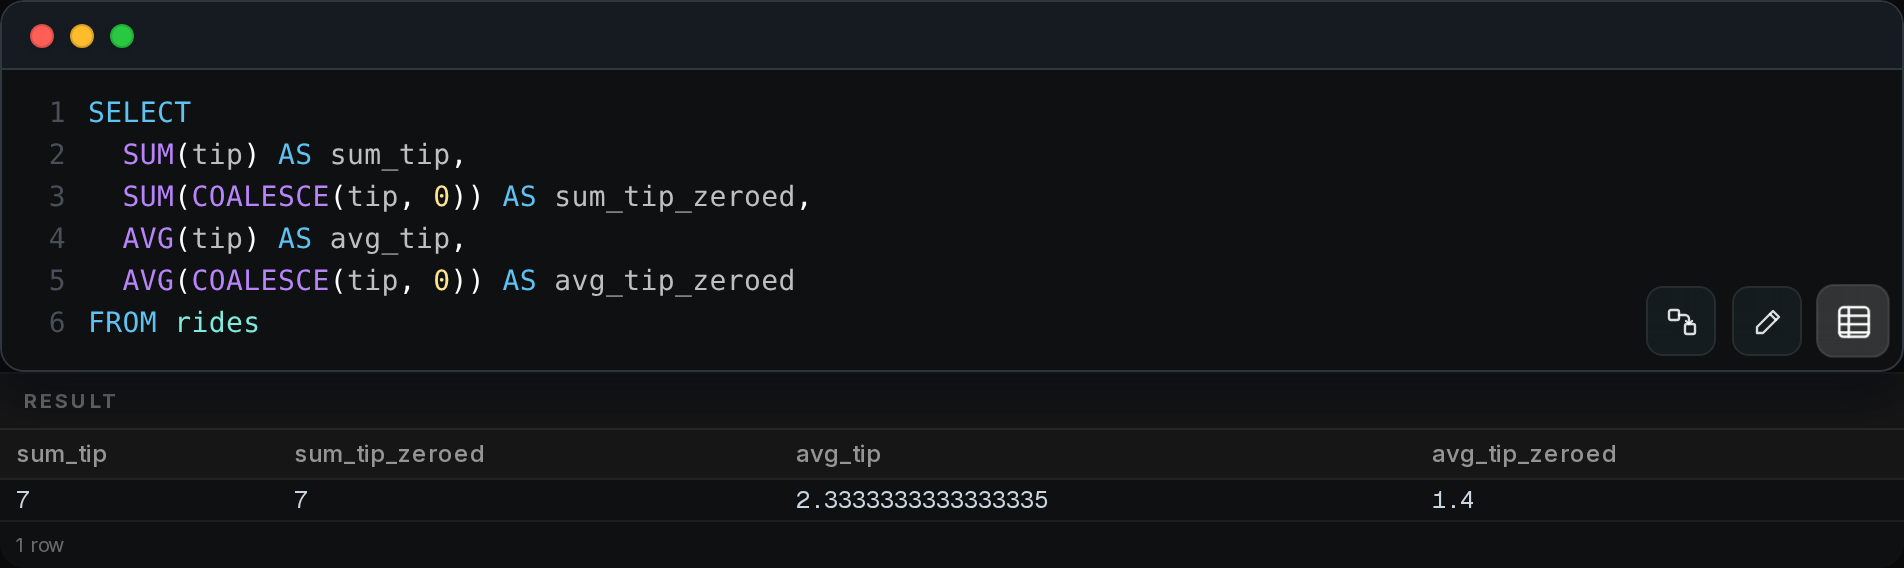 1 SELECT
2   SUM(tip) AS sum_tip,
3   SUM(COALESCE(tip, 0)) AS sum_tip_zeroed,
4   AVG(tip) AS avg_tip,
5   AVG(COALESCE(tip, 0)) AS avg_tip_zeroed
6 FROM rides
RESULT
sum_tip sum_tip_zeroed avg_tip avg_tip_zeroed
7 7 2.3333333333333335 1.4
1 row